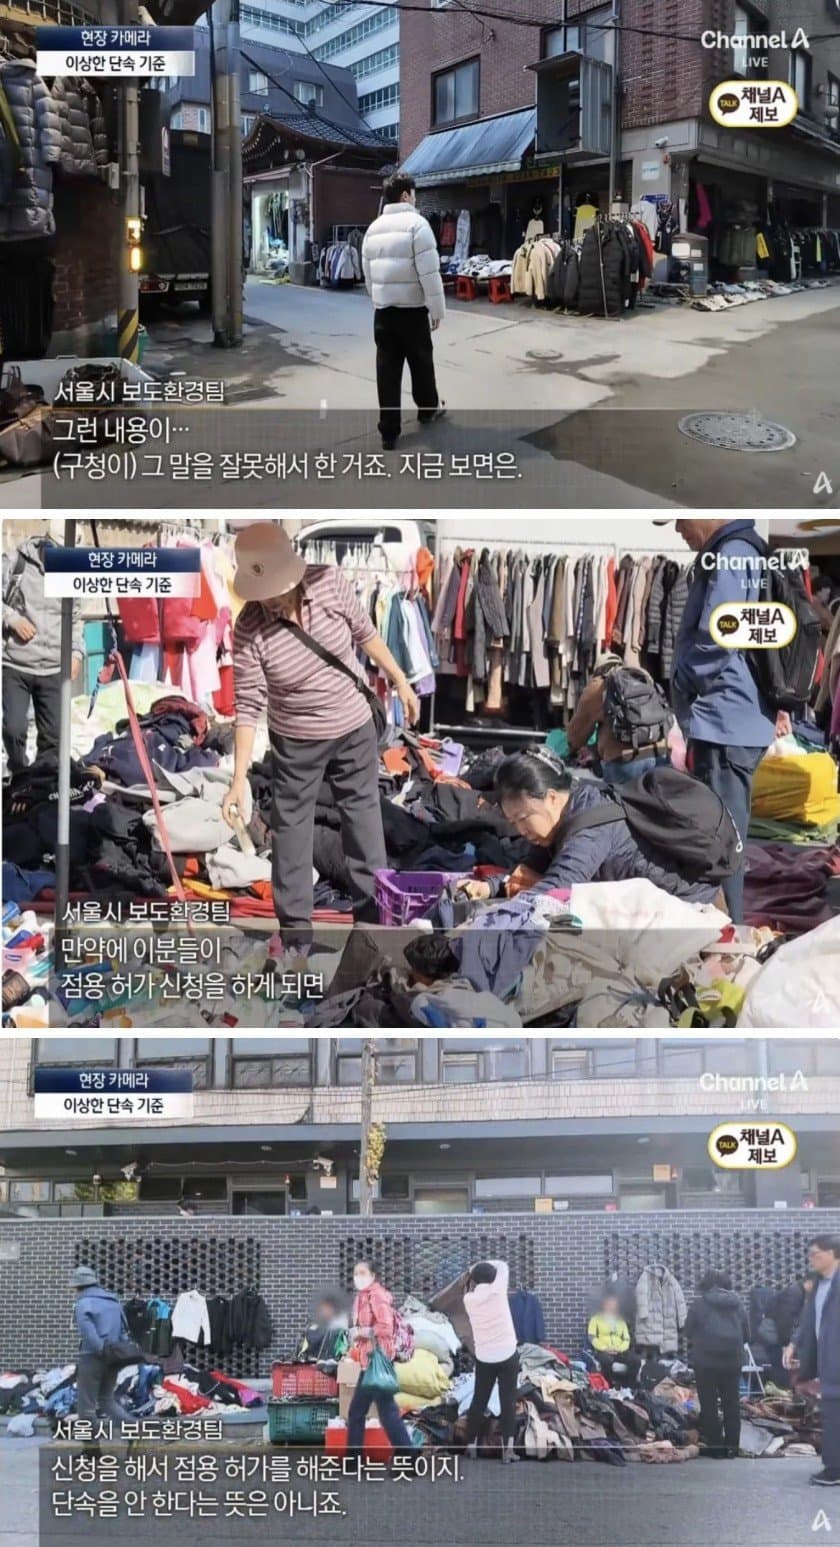 현장 카메라
이상한 단속 기준
Channel A
LIVE
TALK 채널A
제보
서울시 보도환경팀
그런 내용이…
(구청이) 그 말을 잘못해서 한 거죠. 지금 보면은.
현장 카메라
이상한 단속 기준
Channel A
LIVE
TALK 채널A
제보
서울시 보도환경팀
만약에 이분들이
점용 허가 신청을 하게 되면
현장 카메라
이상한 단속 기준
Channel A
LIVE
TALK 채널A
제보
서울시 보도환경팀
신청을 해서 점용 허가를 해준다는 뜻이지.
단속을 안 한다는 뜻은 아니죠.